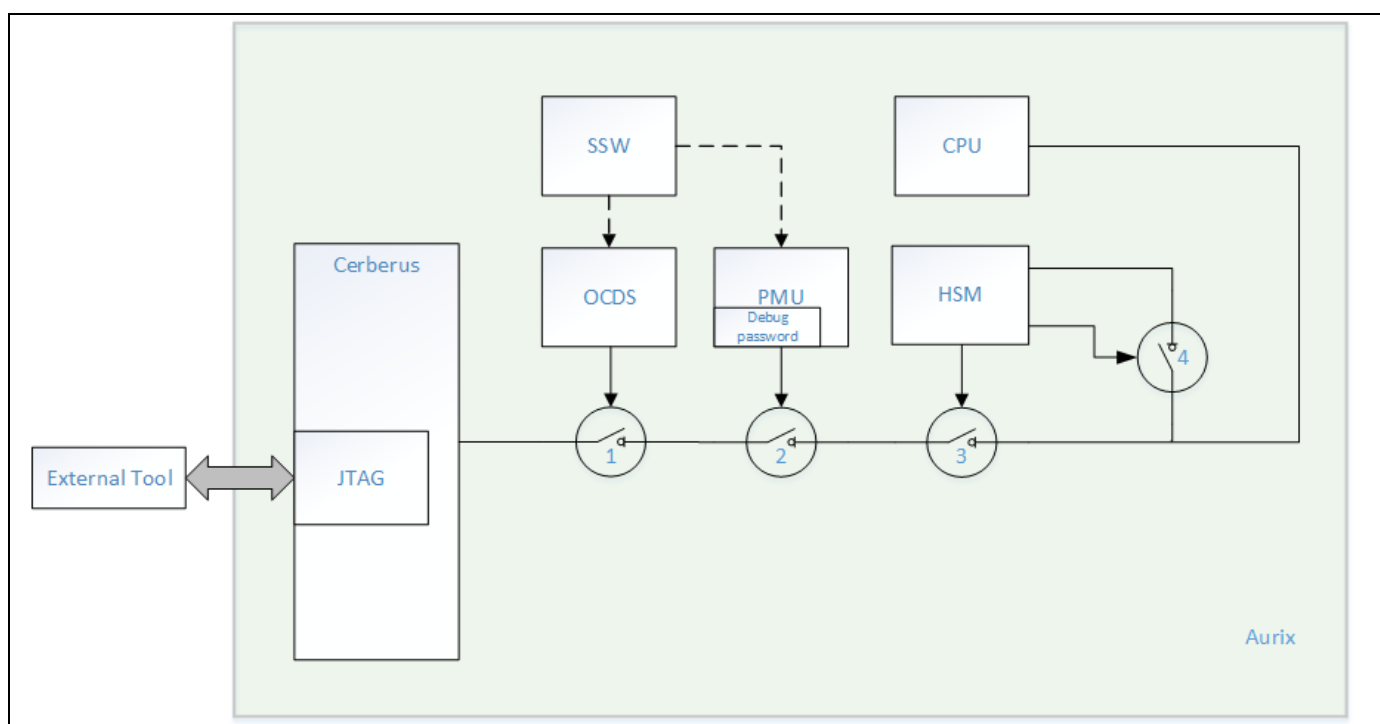 SSW
CPU
Cerberus
OCDS
PMU
Debug
password
HSM
4
1
2
3
External Tool
JTAG
Aurix